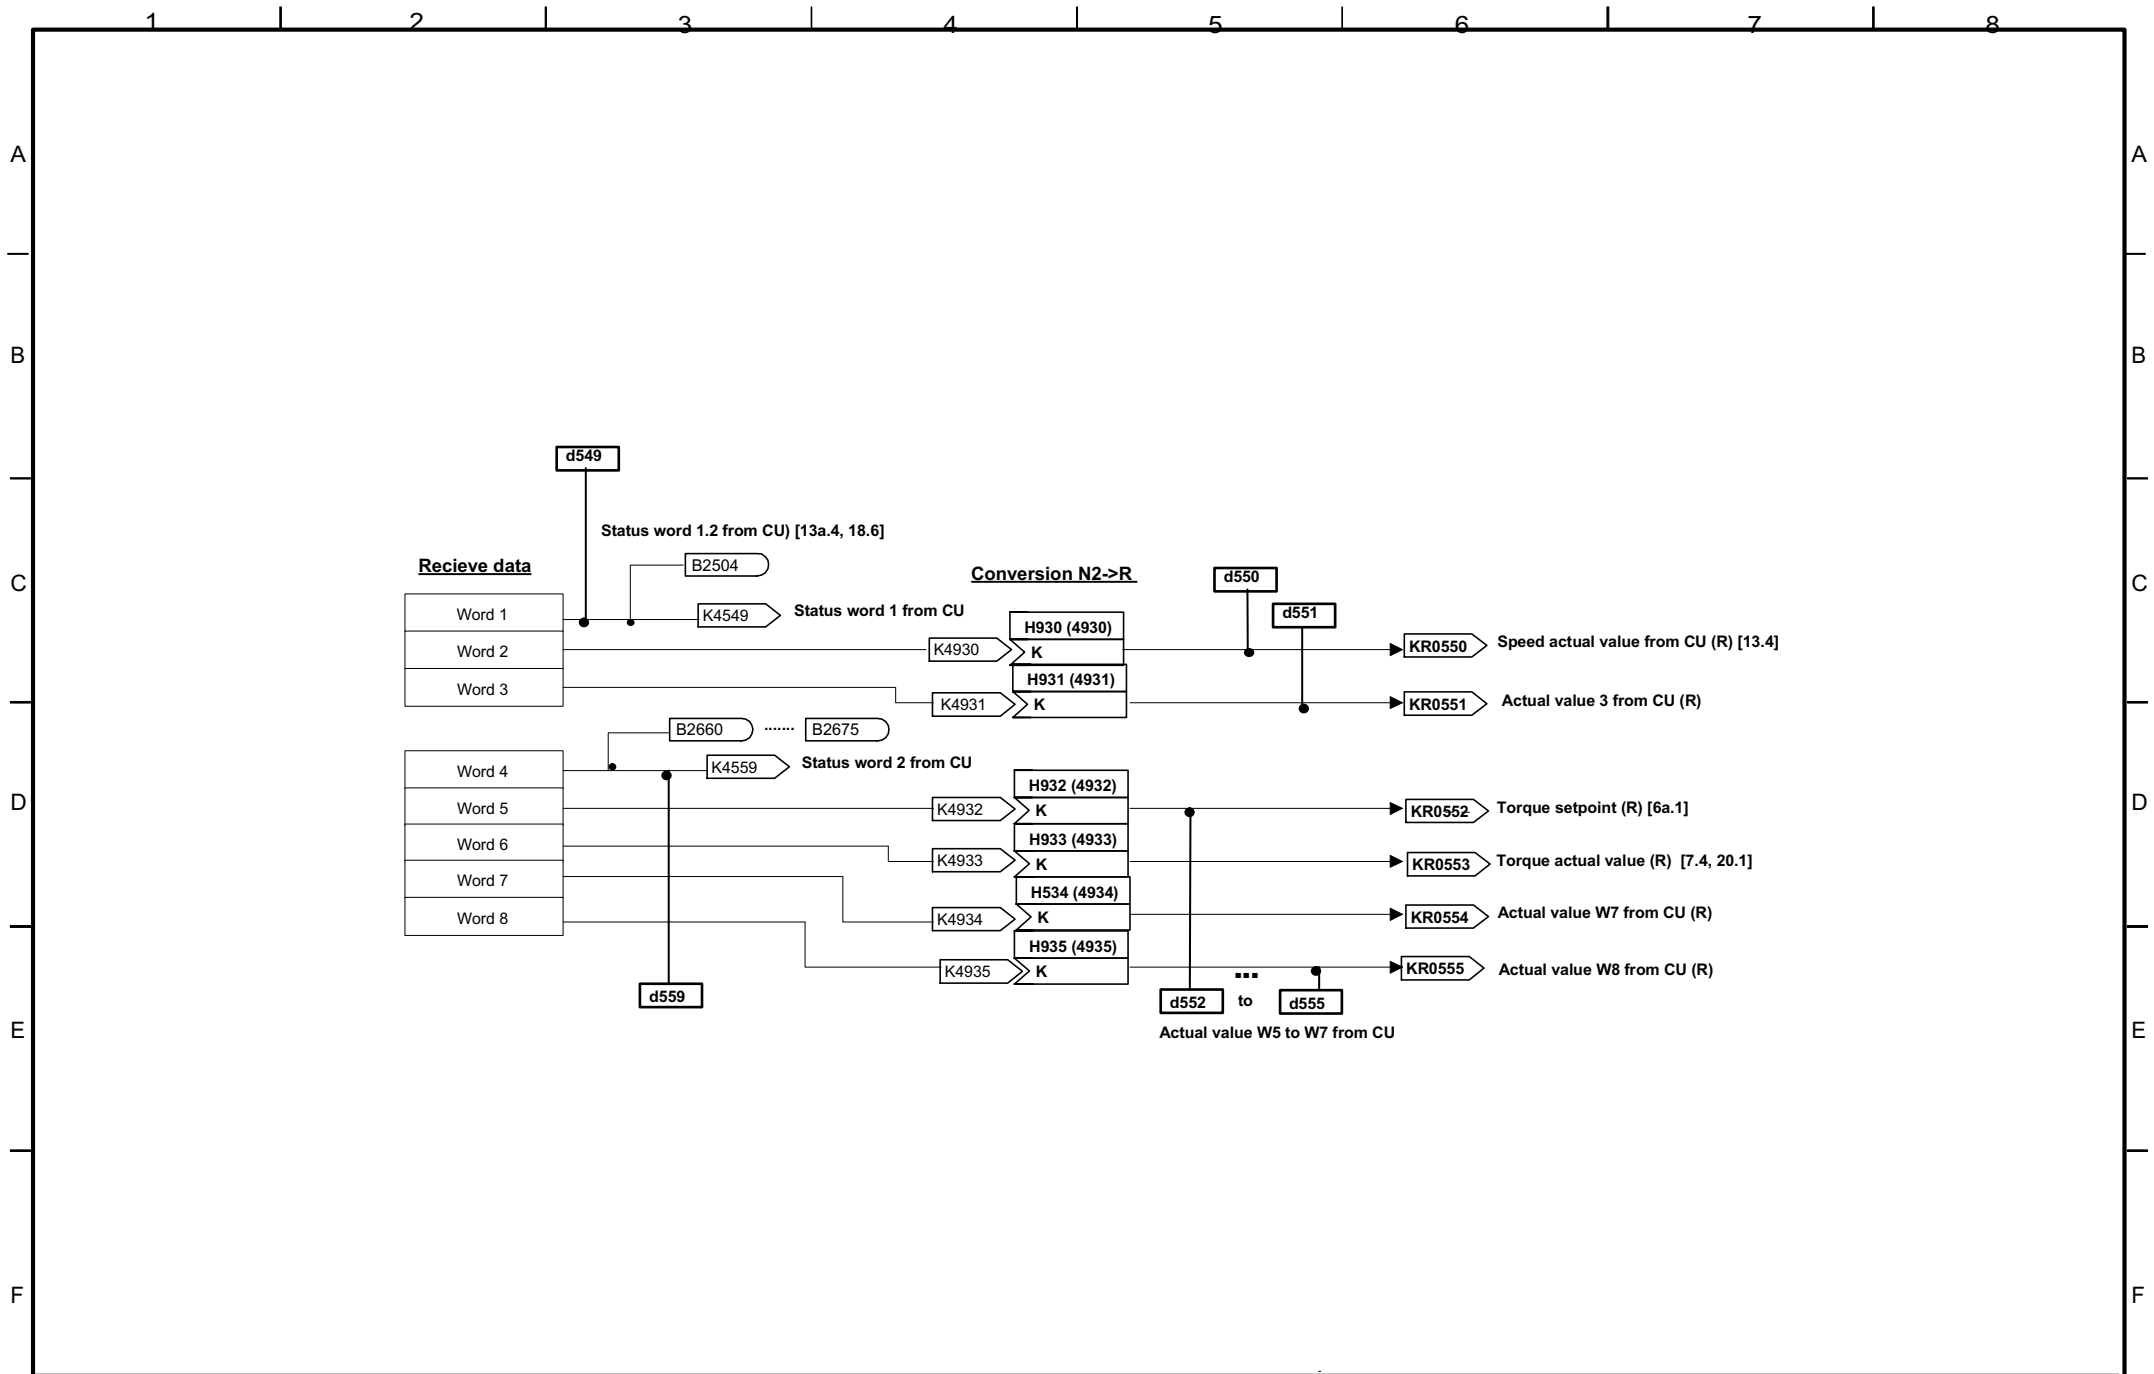 1 2 3 4 5 6 7 8
A A
B B
d549
Status word 1.2 from CU) [13a.4, 18.6]
Recieve data
B2504
Conversion N2->R
d550
C C
Word 1
K4549
Status word 1 from CU
d551
H930 (4930)
Word 2
K4930
K
KR0550
Speed actual value from CU (R) [13.4]
H931 (4931)
Word 3
K4931
K
KR0551
Actual value 3 from CU (R)
B2660 ....... B2675
Word 4
K4559
Status word 2 from CU
H932 (4932)
D D
Word 5
K4932
K
KR0552
Torque setpoint (R) [6a.1]
H933 (4933)
Word 6
K4933
K
KR0553
Torque actual value (R) [7.4, 20.1]
Word 7
H534 (4934)
Word 8
K4934
K
KR0554
Actual value W7 from CU (R)
H935 (4935)
K4935
K
KR0555
Actual value W8 from CU (R)
...
d559
d552 to d555
Actual value W5 to W7 from CU
E E
F F